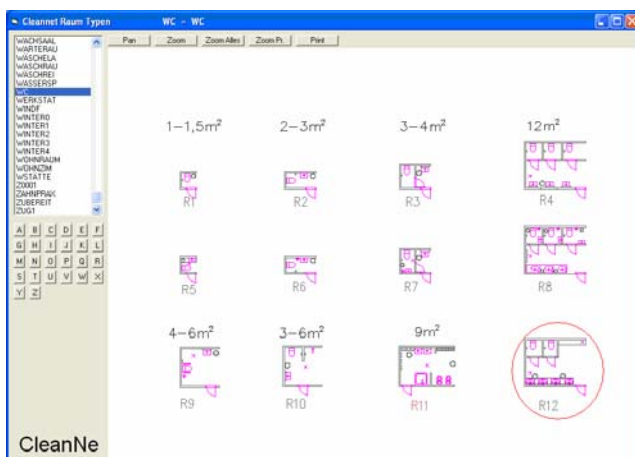 Cleannet Raum Typen WC - WC
Pan Zoom Zoom Alles Zoom Pr. Print
WACHSAAL
WARTERAU
WASCHELA
WASCHRAU
WASCHREI
WASSERSP
WC
WERKSTAT
WINDF
WINTER0
WINTER1
WINTER2
WINTER3
WINTER4
WOHNRAUM
WOHNZIM
WSTATTE
Z0001
ZAHNPRAX
ZUBEREIT
ZUG1
A B C D E F
G H I J K L
M N O P Q R
S T U V W X
Y Z
CleanNe
1-1,5m² 2-3m² 3-4m² 12m²
R1 R2 R3 R4
R5 R6 R7 R8
4-6m² 3-6m² 9m²
R9 R10 R11 R12